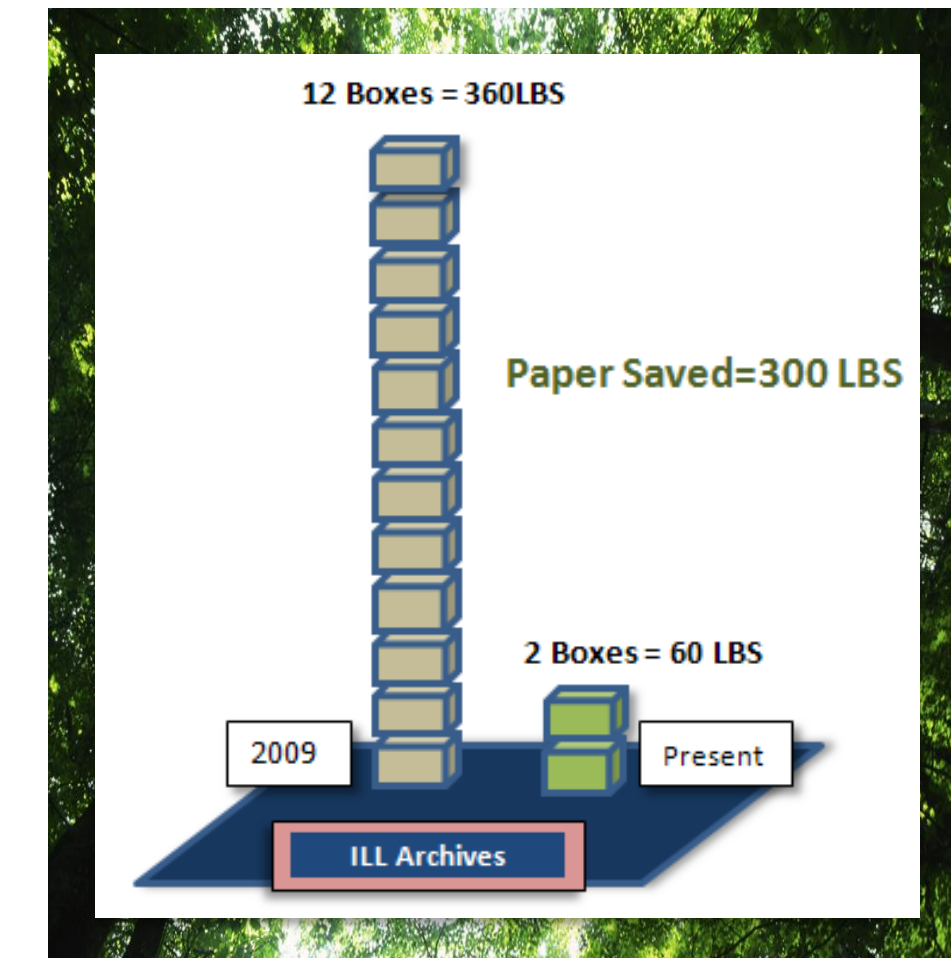 12 Boxes = 360LBS
Paper Saved=300 LBS
2 Boxes = 60 LBS
2009
Present
ILL Archives